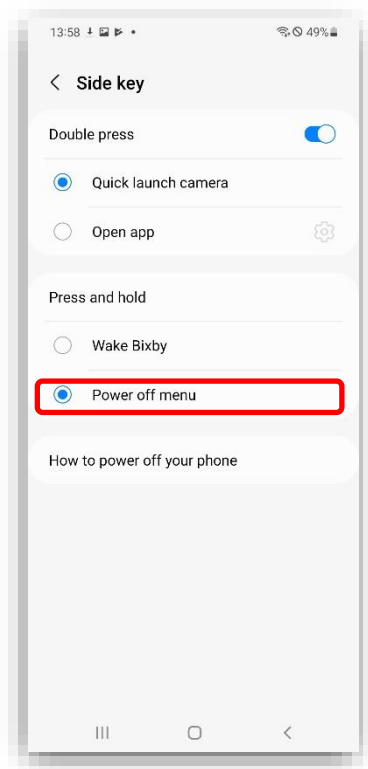 13:58 49%
Side key
Double press
Quick launch camera
Open app
Press and hold
Wake Bixby
Power off menu
How to power off your phone